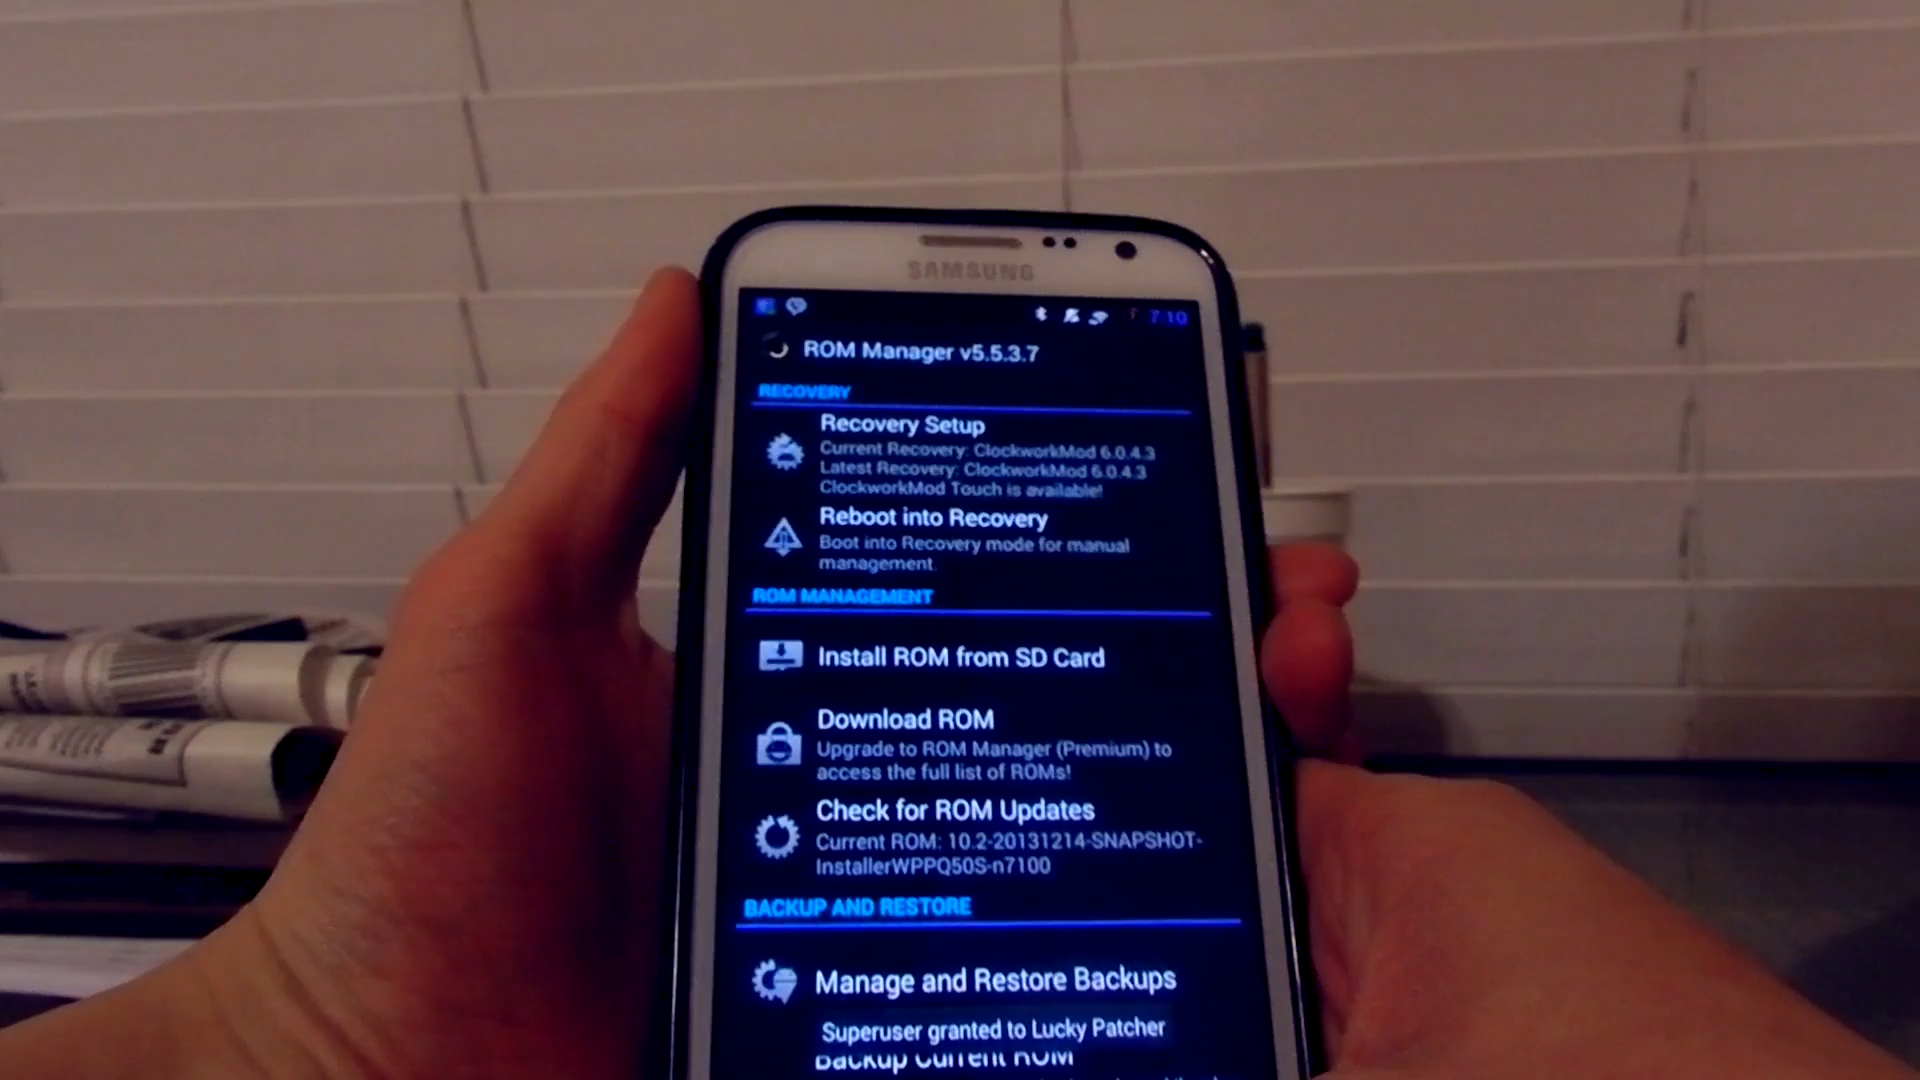 SAMSUNG
7:10
ROM Manager v5.5.3.7
RECOVERY
Recovery Setup
Current Recovery: ClockworkMod 6.0.4.3
Latest Recovery: ClockworkMod 6.0.4.3
ClockworkMod Touch is available!
Reboot into Recovery
Boot into Recovery mode for manual
management.
ROM MANAGEMENT
Install ROM from SD Card
Download ROM
Upgrade to ROM Manager (Premium) to
access the full list of ROMs!
Check for ROM Updates
Current ROM: 10.2-20131214-SNAPSHOT-
InstallerWPPQ50S-n7100
BACKUP AND RESTORE
Manage and Restore Backups
Superuser granted to Lucky Patcher
Backup Current ROM